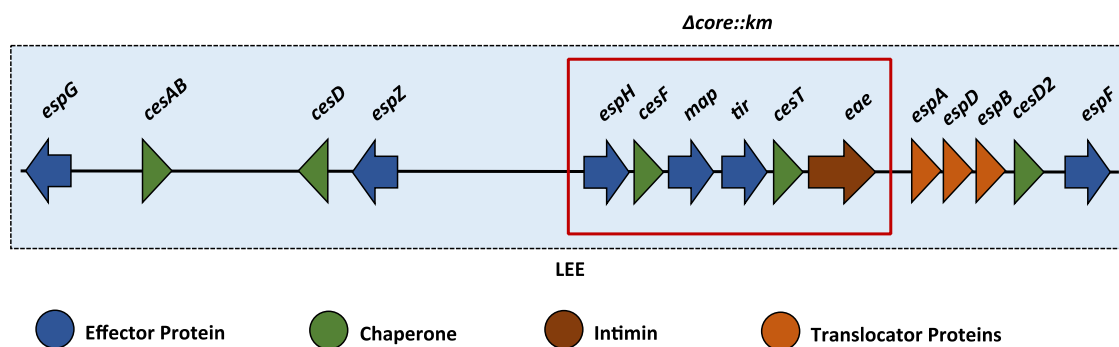 Δcore::km
espG cesAB cesD espZ espH cesF map tir cesT eae espA espD espB cesD2 espF
LEE
Effector Protein Chaperone Intimin Translocator Proteins